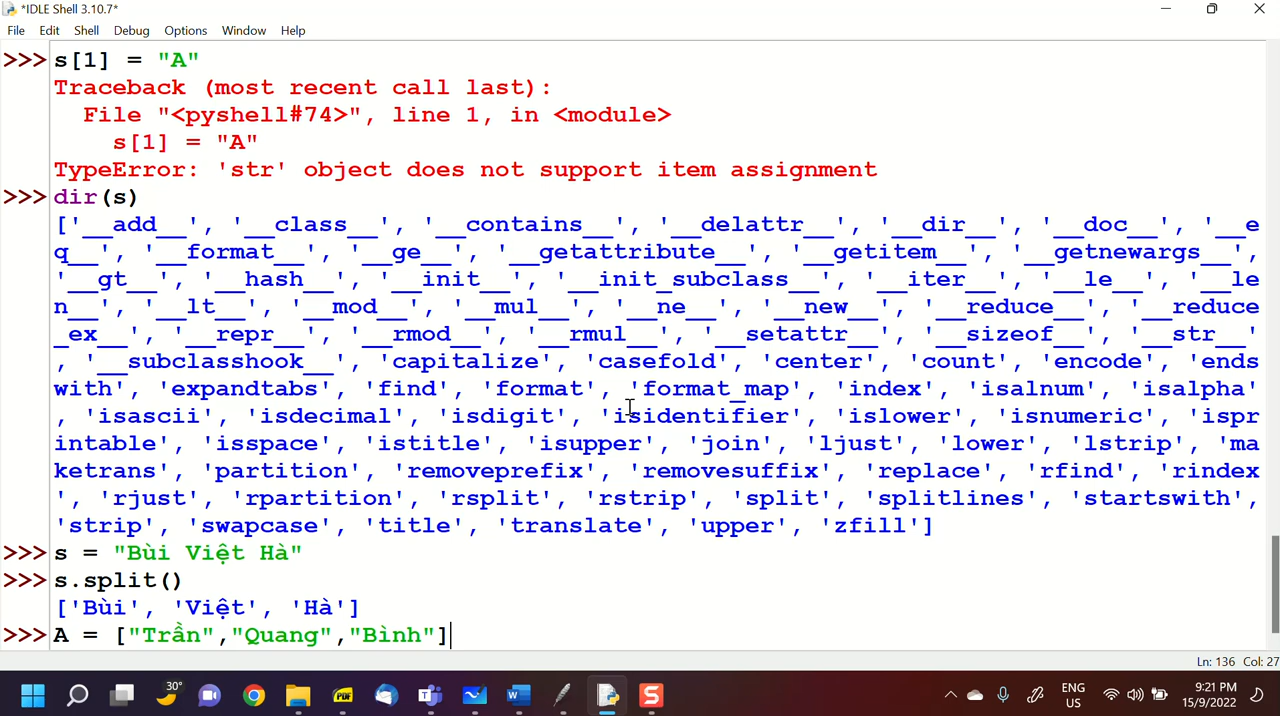 *IDLE Shell 3.10.7*
File Edit Shell Debug Options Window Help
>>> s[1] = "A"
Traceback (most recent call last):
File "<pyshell#74>", line 1, in <module>
s[1] = "A"
TypeError: 'str' object does not support item assignment
>>> dir(s)
['__add__', '__class__', '__contains__', '__delattr__', '__dir__', '__doc__', '__e
q__', '__format__', '__ge__', '__getattribute__', '__getitem__', '__getnewargs__',
'__gt__', '__hash__', '__init__', '__init_subclass__', '__iter__', '__le__', '__le
n__', '__lt__', '__mod__', '__mul__', '__ne__', '__new__', '__reduce__', '__reduce
_ex__', '__repr__', '__rmod__', '__rmul__', '__setattr__', '__sizeof__', '__str__'
, '__subclasshook__', 'capitalize', 'casefold', 'center', 'count', 'encode', 'ends
with', 'expandtabs', 'find', 'format', 'format_map', 'index', 'isalnum', 'isalpha'
, 'isascii', 'isdecimal', 'isdigit', 'isidentifier', 'islower', 'isnumeric', 'ispr
intable', 'isspace', 'istitle', 'isupper', 'join', 'ljust', 'lower', 'lstrip', 'ma
ketrans', 'partition', 'removeprefix', 'removesuffix', 'replace', 'rfind', 'rindex
', 'rjust', 'rpartition', 'rsplit', 'rstrip', 'split', 'splitlines', 'startswith',
'strip', 'swapcase', 'title', 'translate', 'upper', 'zfill']
>>> s = "Bùi Việt Hà"
>>> s.split()
['Bùi', 'Việt', 'Hà']
>>> A = ["Trần","Quang","Bình"]
Ln: 136 Col: 27
30°
PDF
ENG
US
9:21 PM
15/9/2022